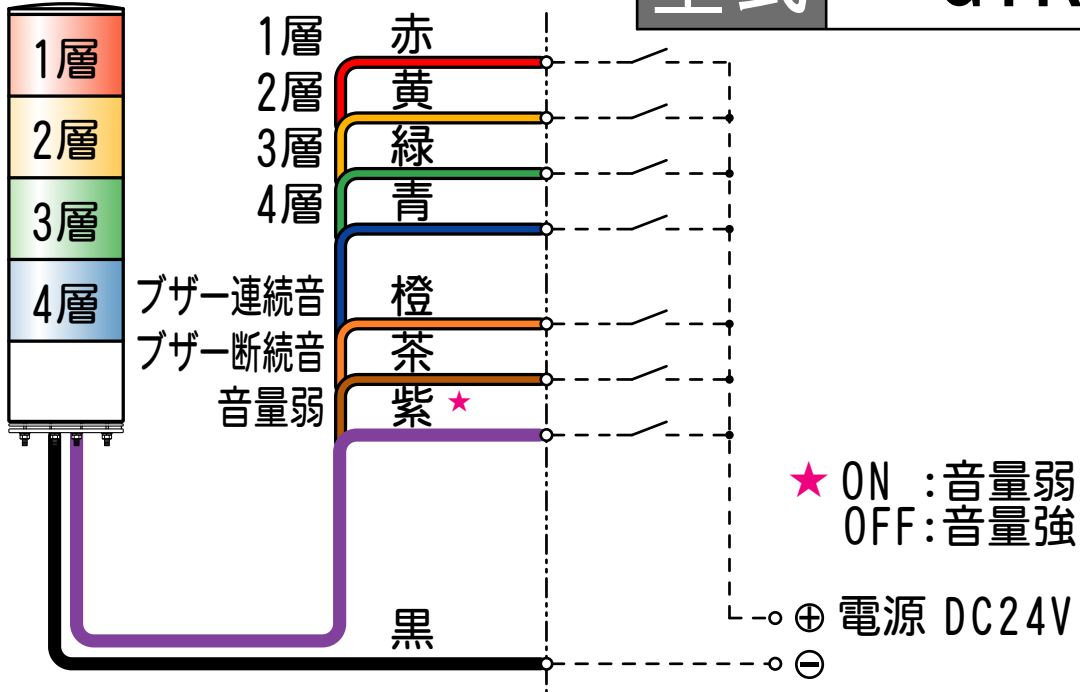 型式
1層
2層
3層
4層
1層 赤
2層 黄
3層 緑
4層 青
ブザー連続音 橙
ブザー断続音 茶
音量弱 紫 ★
★ ON :音量弱
OFF:音量強
黒
⊕ 電源 DC24V
⊖